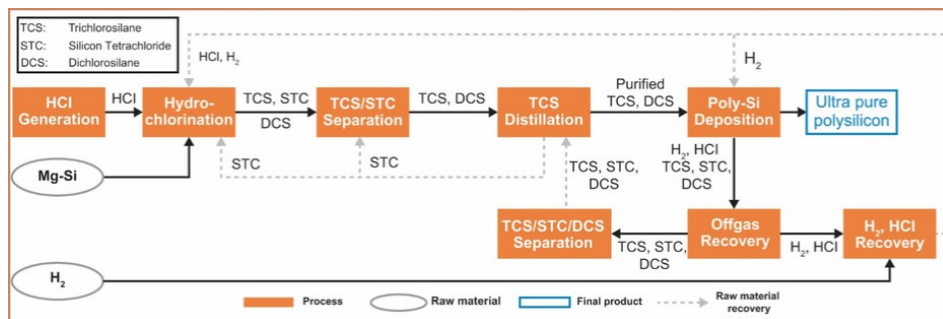 TCS: Trichlorosilane
STC: Silicon Tetrachloride
DCS: Dichlorosilane
HCl, H₂
H₂
HCl
Generation
HCl
Hydro-
chlorination
TCS, STC
DCS
TCS/STC
Separation
TCS, DCS
TCS
Distillation
Purified
TCS, DCS
Poly-Si
Deposition
Ultra pure
polysilicon
STC
STC
Mg-Si
TCS, STC,
DCS
H₂, HCl
TCS, STC,
DCS
TCS/STC/DCS
Separation
TCS, STC,
DCS
Offgas
Recovery
H₂, HCl
H₂, HCl
Recovery
H₂
Process
Raw material
Final product
Raw material
recovery